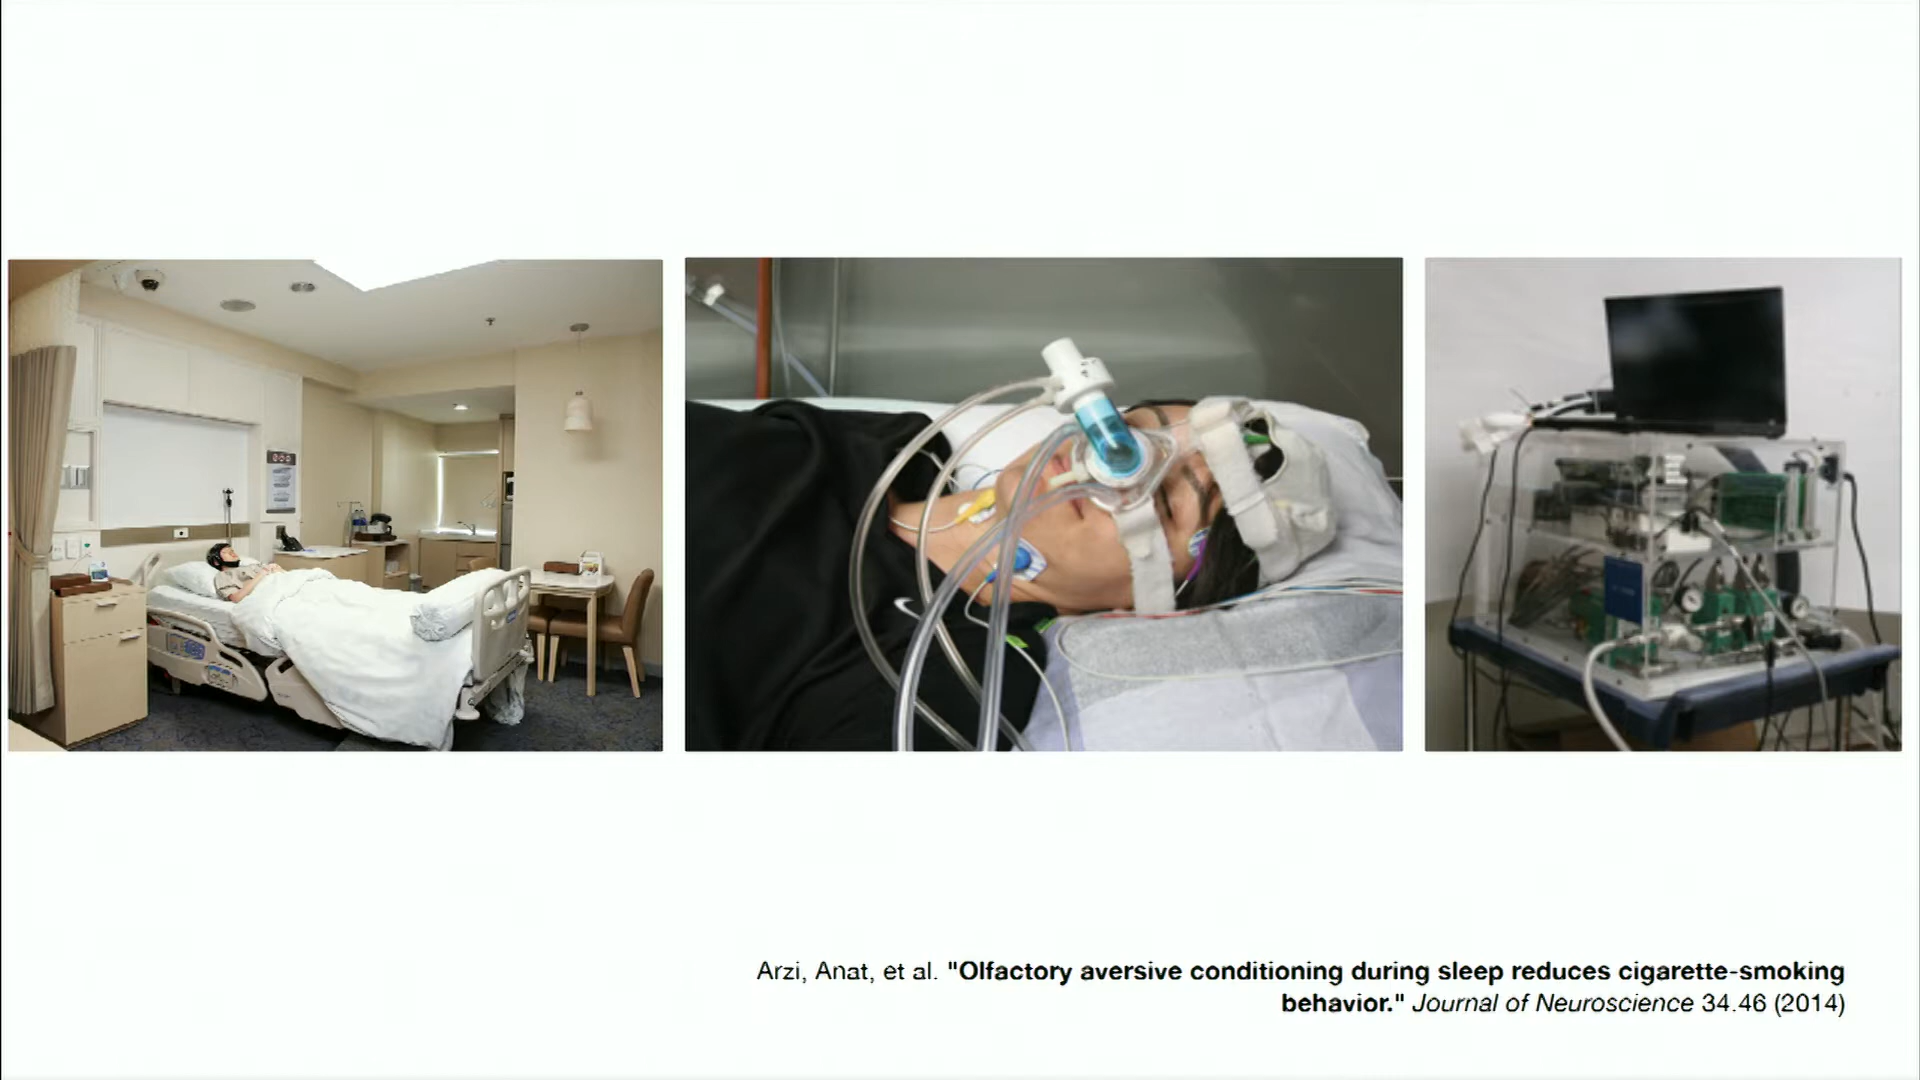 Arzi, Anat, et al. "Olfactory aversive conditioning during sleep reduces cigarette-smoking
behavior." Journal of Neuroscience 34.46 (2014)